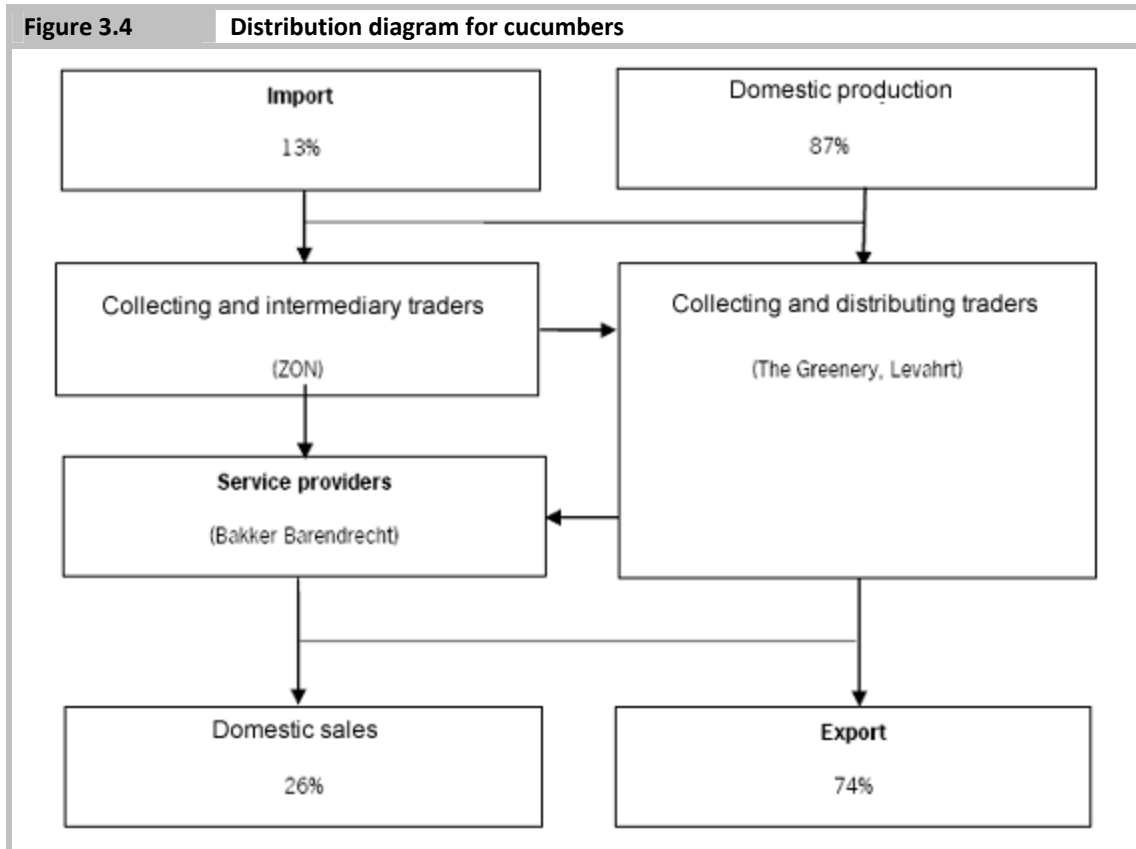 Figure 3.4 Distribution diagram for cucumbers
Import
13%
Domestic production
87%
Collecting and intermediary traders
(ZON)
Collecting and distributing traders
(The Greenery, Levahrt)
Service providers
(Bakker Barendrecht)
Domestic sales
26%
Export
74%